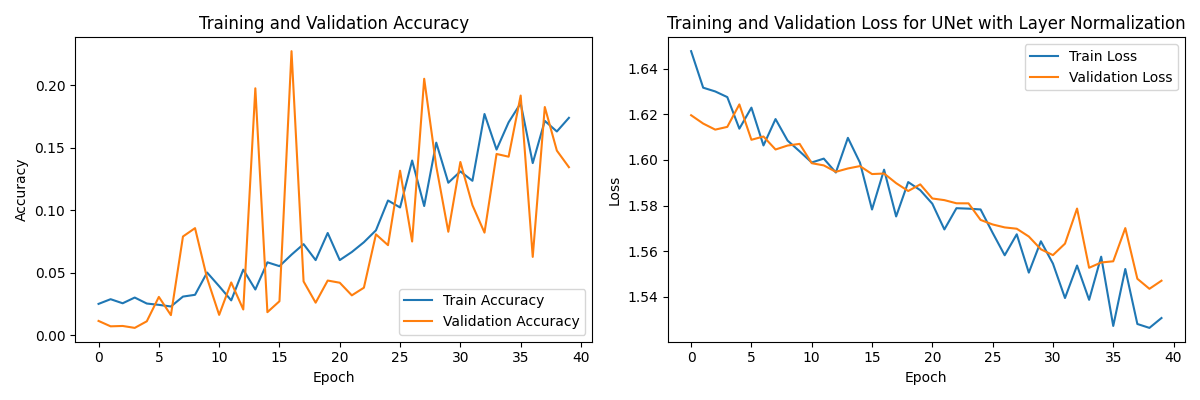 Training and Validation Accuracy
Accuracy
0.20
0.15
0.10
0.05
0.00
0
5
10
15
20
25
30
35
40
Epoch
Train Accuracy
Validation Accuracy
Training and Validation Loss for UNet with Layer Normalization
Loss
1.64
1.62
1.60
1.58
1.56
1.54
0
5
10
15
20
25
30
35
40
Epoch
Train Loss
Validation Loss